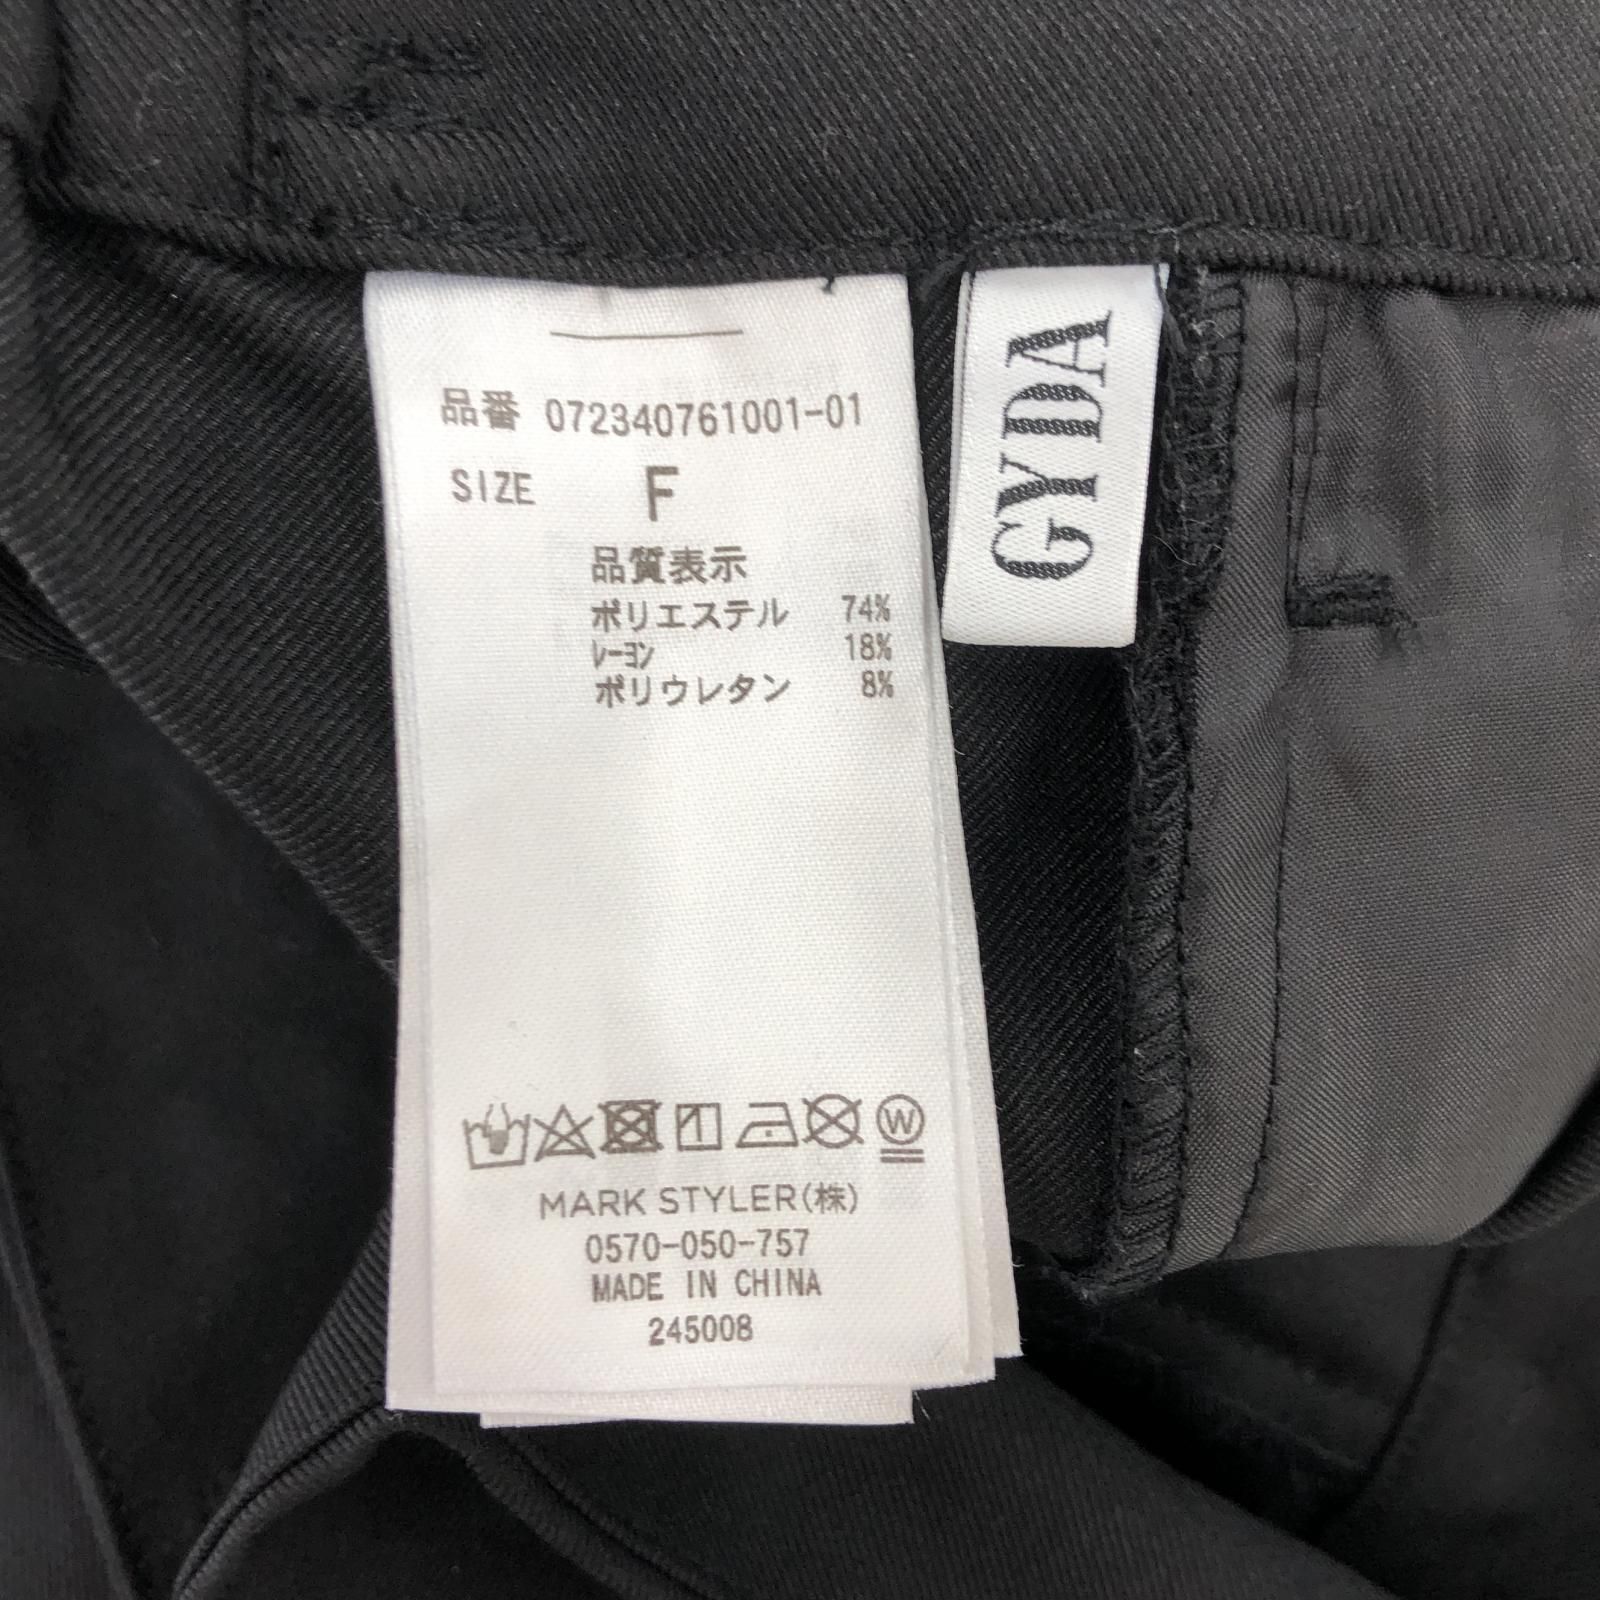 品番 072340761001-01
SIZE F
品質表示
ポリエステル 74%
ﾚｰﾖﾝ 18%
ポリウレタン 8%
W
MARK STYLER(株)
0570-050-757
MADE IN CHINA
245008
GYDA